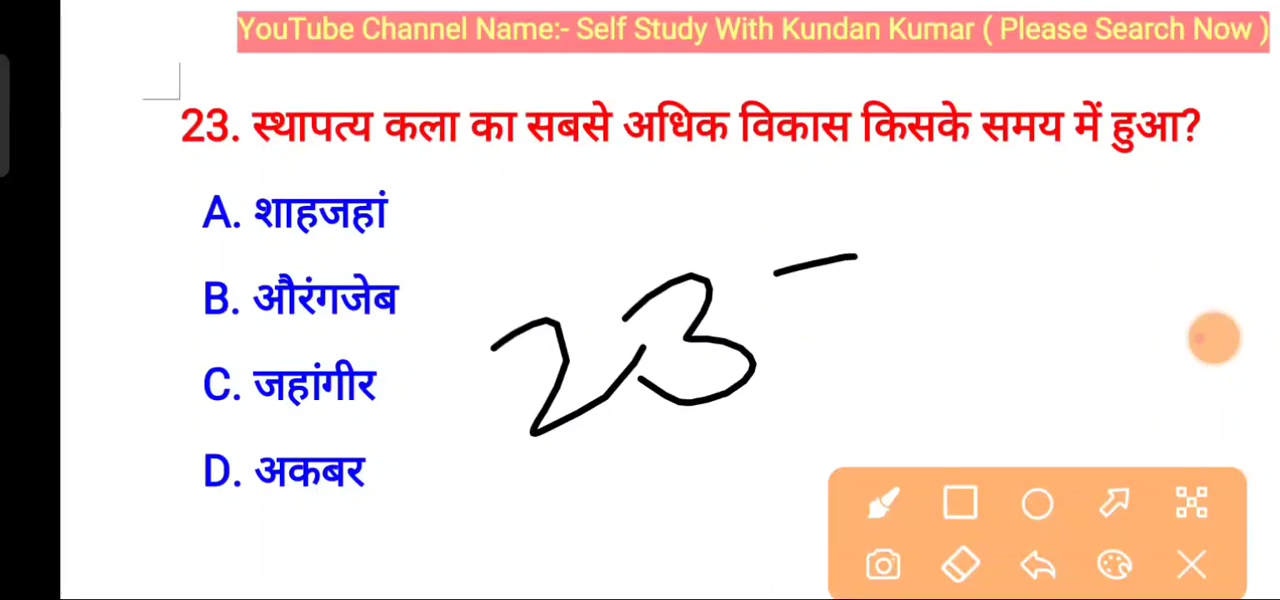 YouTube Channel Name:- Self Study With Kundan Kumar ( Please Search Now )
23. स्थापत्य कला का सबसे अधिक विकास किसके समय में हुआ?
A. शाहजहां
B. औरंगजेब
C. जहांगीर
D. अकबर
23 -